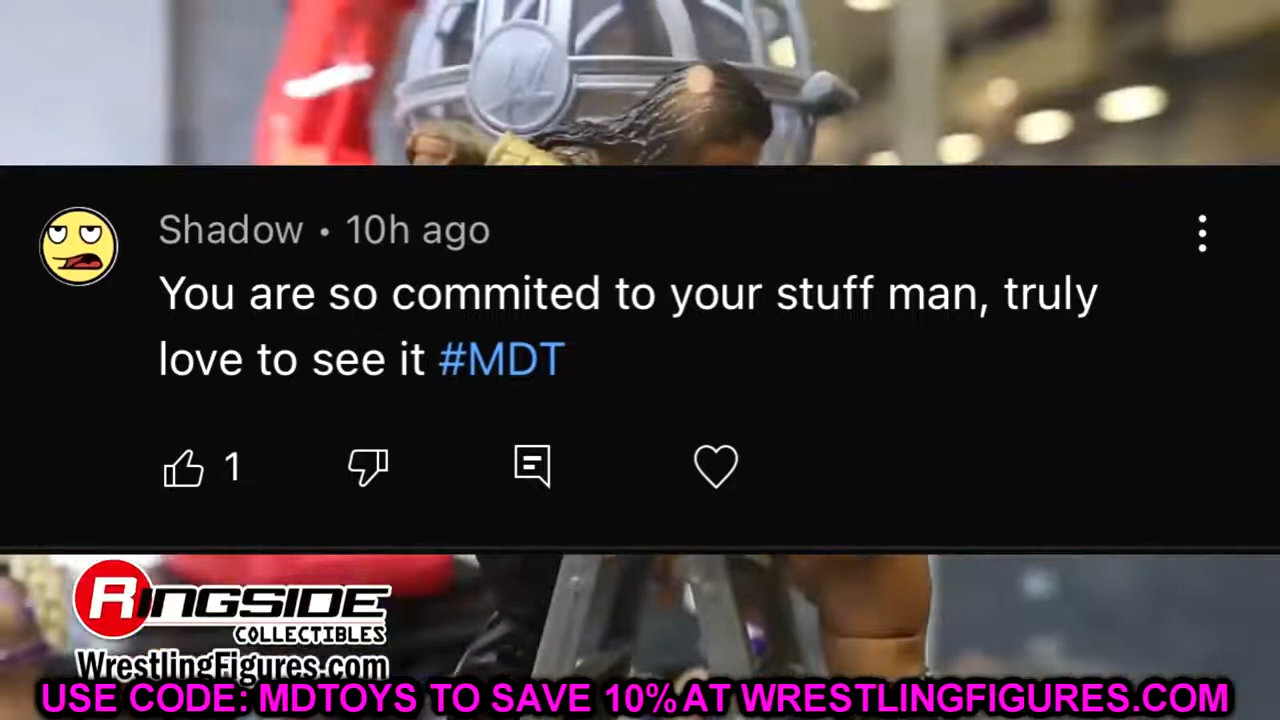 Shadow • 10h ago
You are so commited to your stuff man, truly
love to see it #MDT
1
RINGSIDE
COLLECTIBLES
WrestlingFigures.com
USE CODE: MDTOYS TO SAVE 10% AT WRESTLINGFIGURES.COM